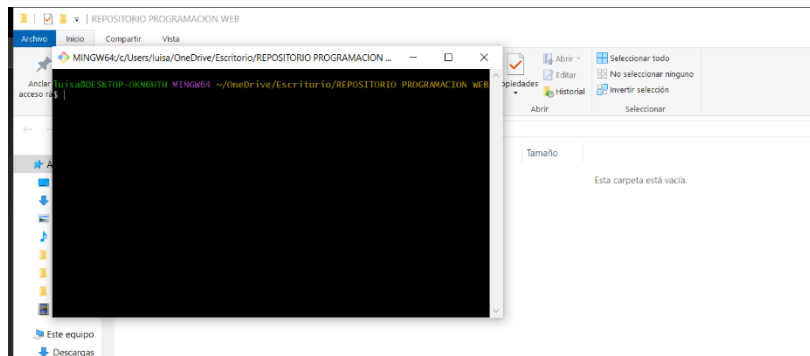 REPOSITORIO PROGRAMACION WEB
Archivo Inicio Compartir Vista
MINGW64:/c/Users/luisa/OneDrive/Escritorio/REPOSITORIO PROGRAMACION ...
Anclar
acceso rá
luisa@DESKTOP-OKN6HTH MINGW64 ~/OneDrive/Escritorio/REPOSITORIO PROGRAMACION WEB
$
opiedades
Abrir
Editar
Historial
Abrir
Seleccionar todo
No seleccionar ninguno
Invertir selección
Seleccionar
Tamaño
A
Esta carpeta está vacía.
Este equipo
Descargas